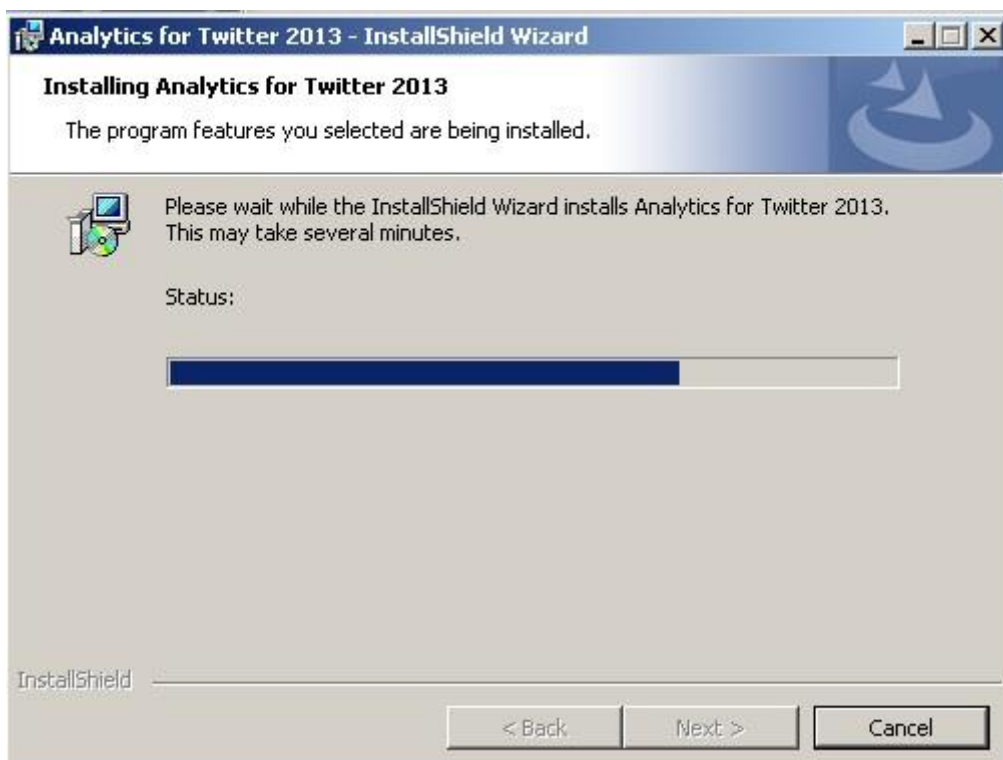 Analytics for Twitter 2013 - InstallShield Wizard
Installing Analytics for Twitter 2013
The program features you selected are being installed.
Please wait while the InstallShield Wizard installs Analytics for Twitter 2013.
This may take several minutes.
Status:
InstallShield
< Back
Next >
Cancel